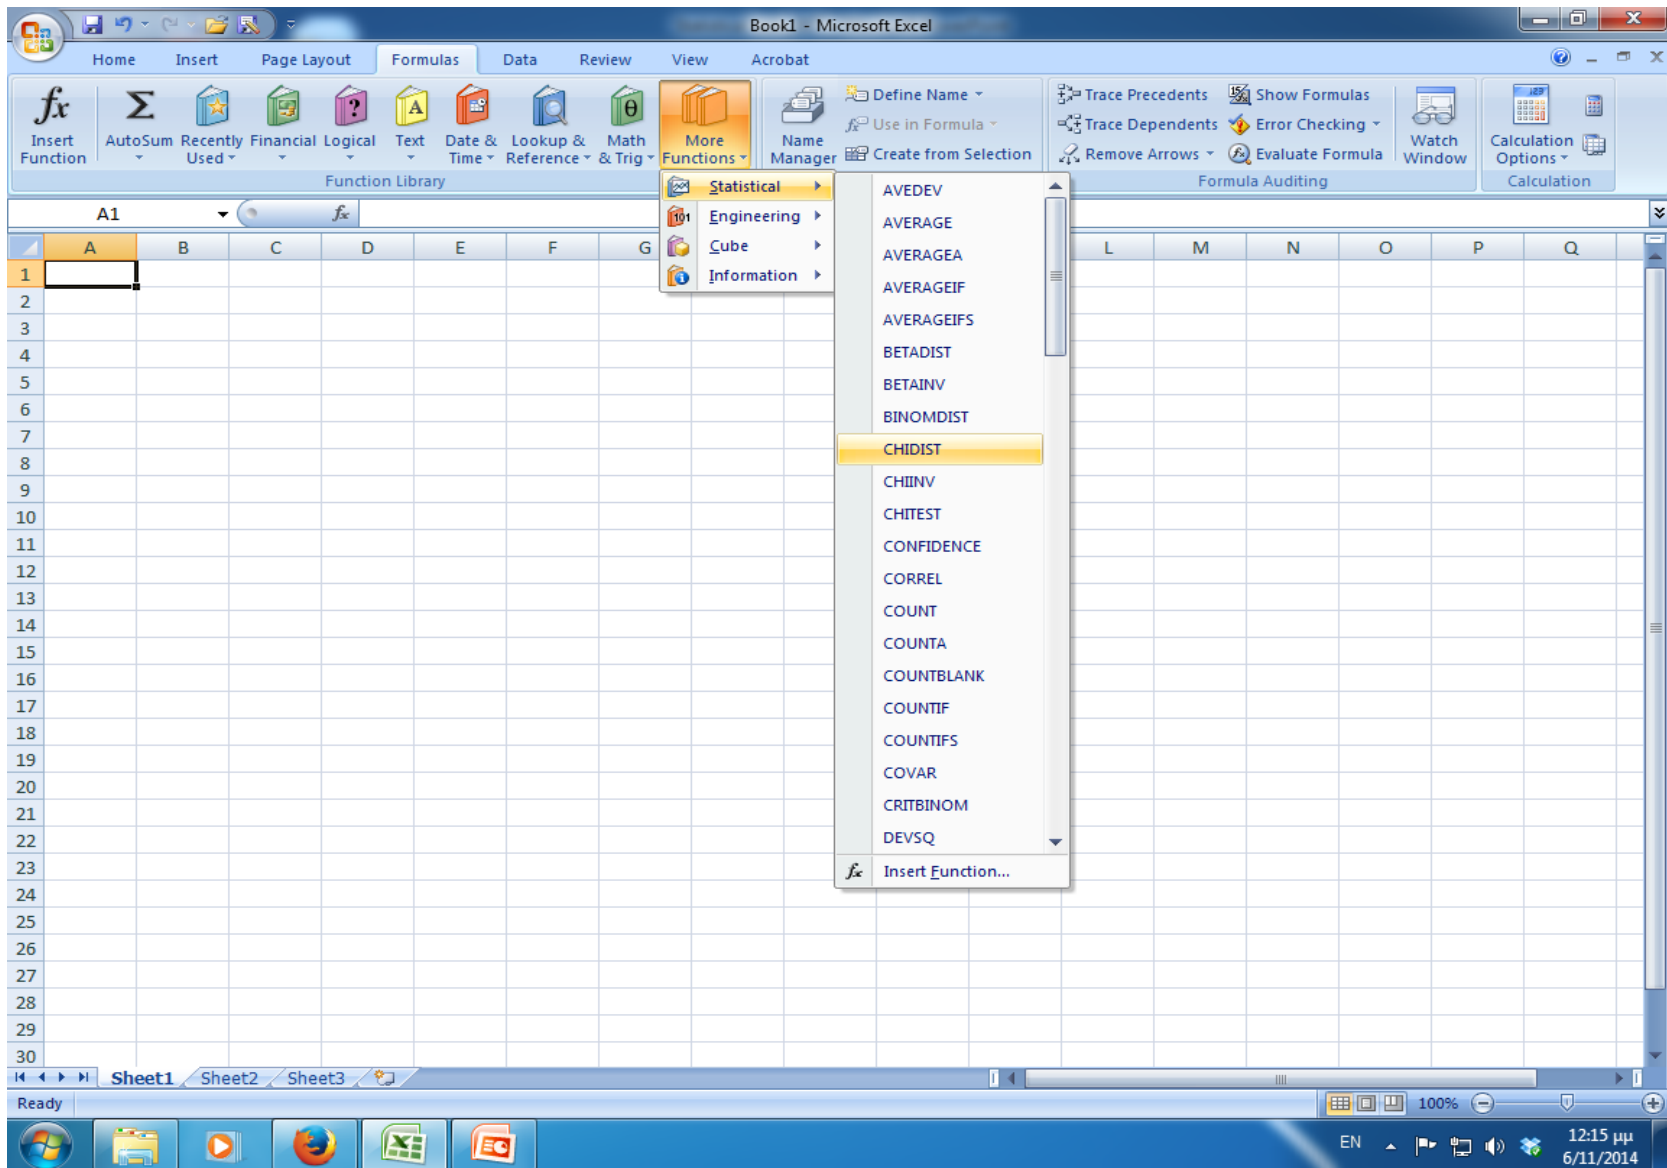 Book1 - Microsoft Excel
Home Insert Page Layout Formulas Data Review View Acrobat
fx Insert Function
Σ AutoSum
Recently Used
Financial
Logical
A Text
Date & Time
Lookup & Reference
θ Math & Trig
More Functions
Function Library
Name Manager
Define Name
Use in Formula
Create from Selection
Trace Precedents
Trace Dependents
Remove Arrows
Show Formulas
Error Checking
Evaluate Formula
Watch Window
Formula Auditing
Calculation Options
Calculation
A1 fx
Statistical
Engineering
Cube
Information
AVEDEV
AVERAGE
AVERAGEA
AVERAGEIF
AVERAGEIFS
BETADIST
BETAINV
BINOMDIST
CHIDIST
CHIINV
CHITEST
CONFIDENCE
CORREL
COUNT
COUNTA
COUNTBLANK
COUNTIF
COUNTIFS
COVAR
CRITBINOM
DEVSQ
fx Insert Function...
A B C D E F G L M N O P Q
1
2
3
4
5
6
7
8
9
10
11
12
13
14
15
16
17
18
19
20
21
22
23
24
25
26
27
28
29
30
Sheet1 Sheet2 Sheet3
Ready 100%
EN 12:15 μμ
6/11/2014